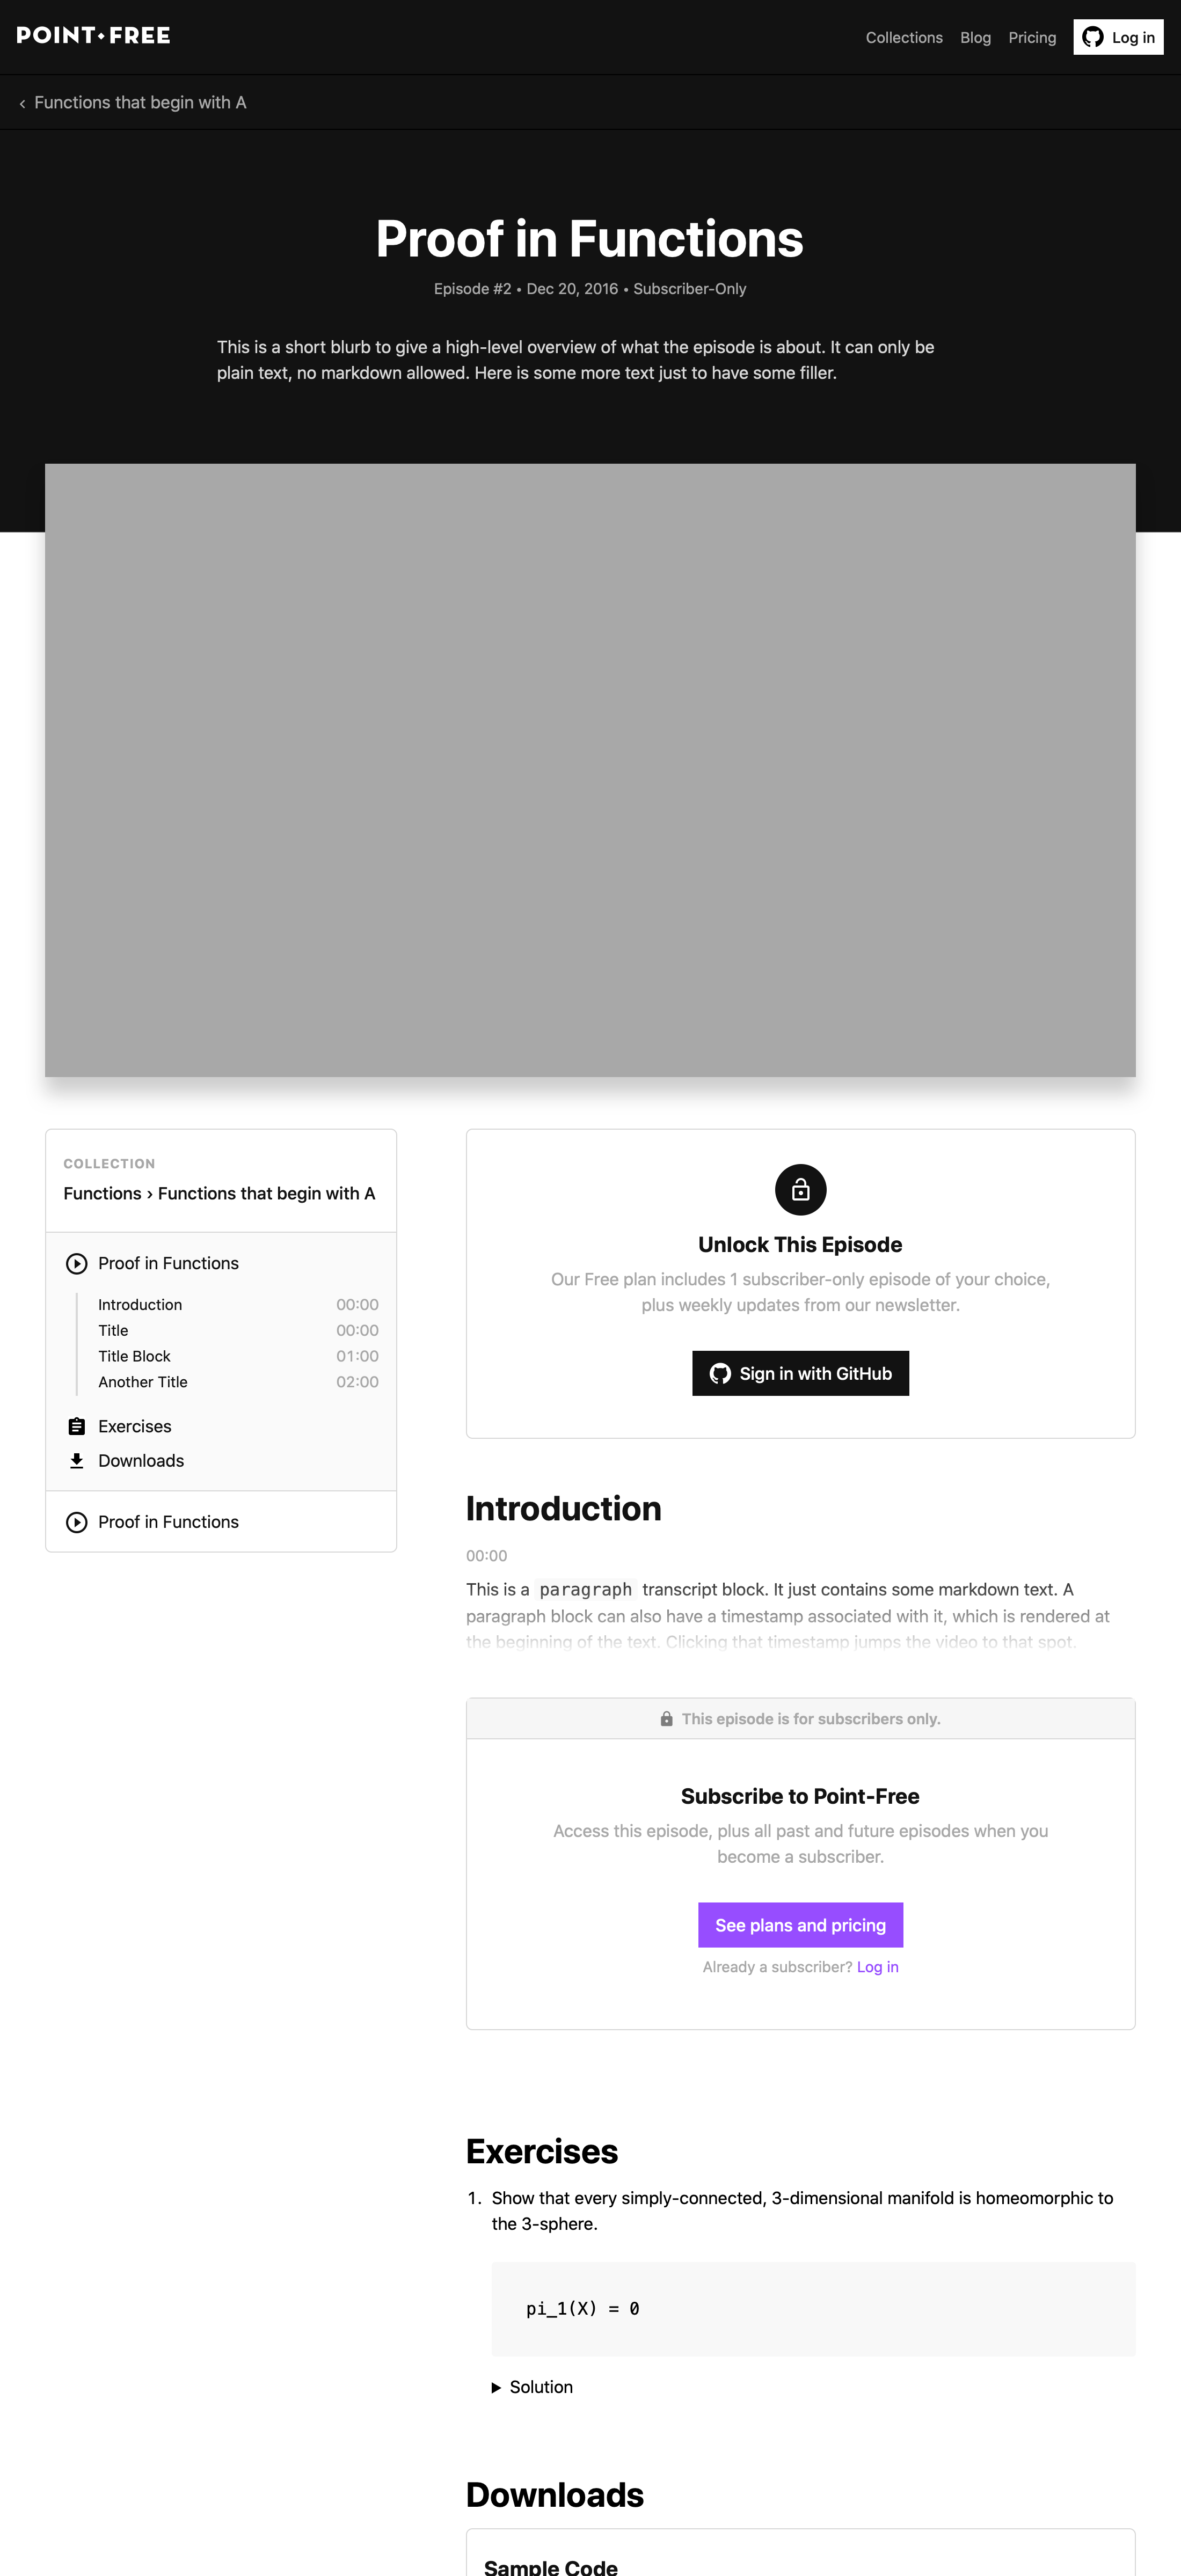 POINT•FREE
Collections Blog Pricing Log in
‹ Functions that begin with A
Proof in Functions
Episode #2 • Dec 20, 2016 • Subscriber-Only
This is a short blurb to give a high-level overview of what the episode is about. It can only be
plain text, no markdown allowed. Here is some more text just to have some filler.
COLLECTION
Functions › Functions that begin with A
Proof in Functions
Introduction 00:00
Title 00:00
Title Block 01:00
Another Title 02:00
Exercises
Downloads
Proof in Functions
Unlock This Episode
Our Free plan includes 1 subscriber-only episode of your choice,
plus weekly updates from our newsletter.
Sign in with GitHub
Introduction
00:00
This is a paragraph transcript block. It just contains some markdown text. A
paragraph block can also have a timestamp associated with it, which is rendered at
the beginning of the text. Clicking that timestamp jumps the video to that spot.
This episode is for subscribers only.
Subscribe to Point-Free
Access this episode, plus all past and future episodes when you
become a subscriber.
See plans and pricing
Already a subscriber? Log in
Exercises
1. Show that every simply-connected, 3-dimensional manifold is homeomorphic to
the 3-sphere.
pi_1(X) = 0
Solution
Downloads
Sample Code